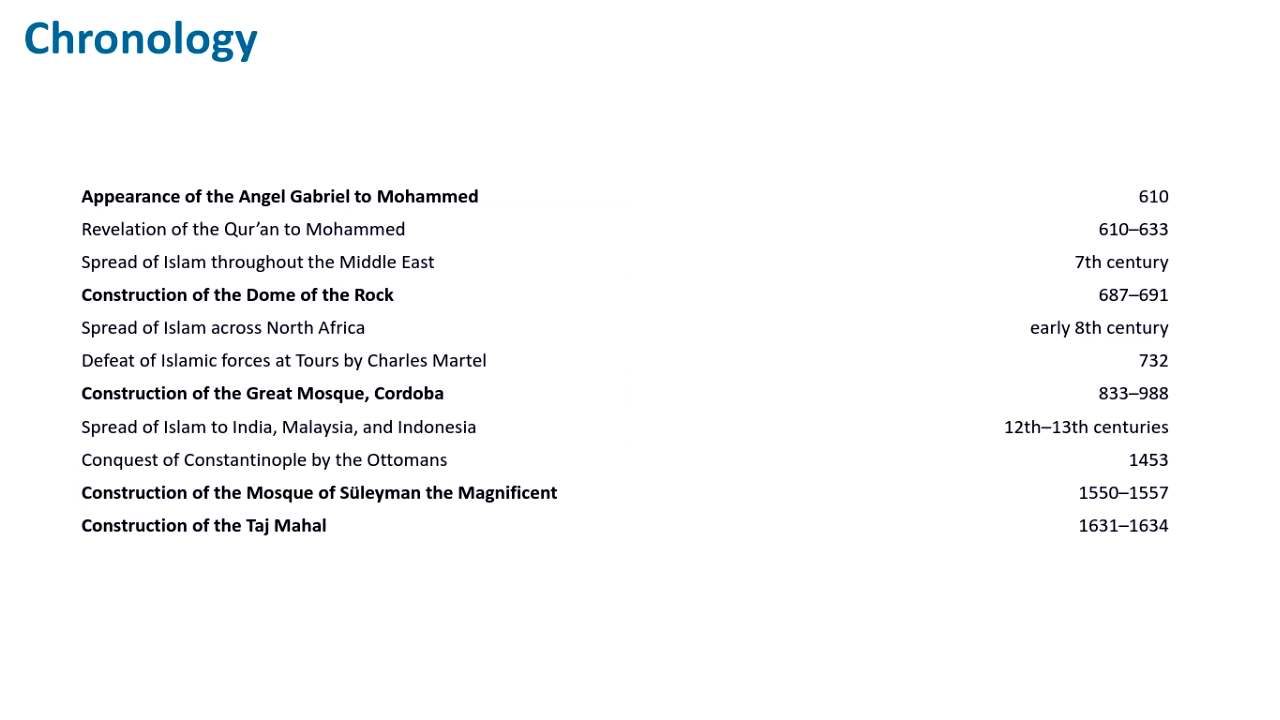 Chronology
Appearance of the Angel Gabriel to Mohammed 610
Revelation of the Qur’an to Mohammed 610–633
Spread of Islam throughout the Middle East 7th century
Construction of the Dome of the Rock 687–691
Spread of Islam across North Africa early 8th century
Defeat of Islamic forces at Tours by Charles Martel 732
Construction of the Great Mosque, Cordoba 833–988
Spread of Islam to India, Malaysia, and Indonesia 12th–13th centuries
Conquest of Constantinople by the Ottomans 1453
Construction of the Mosque of Süleyman the Magnificent 1550–1557
Construction of the Taj Mahal 1631–1634